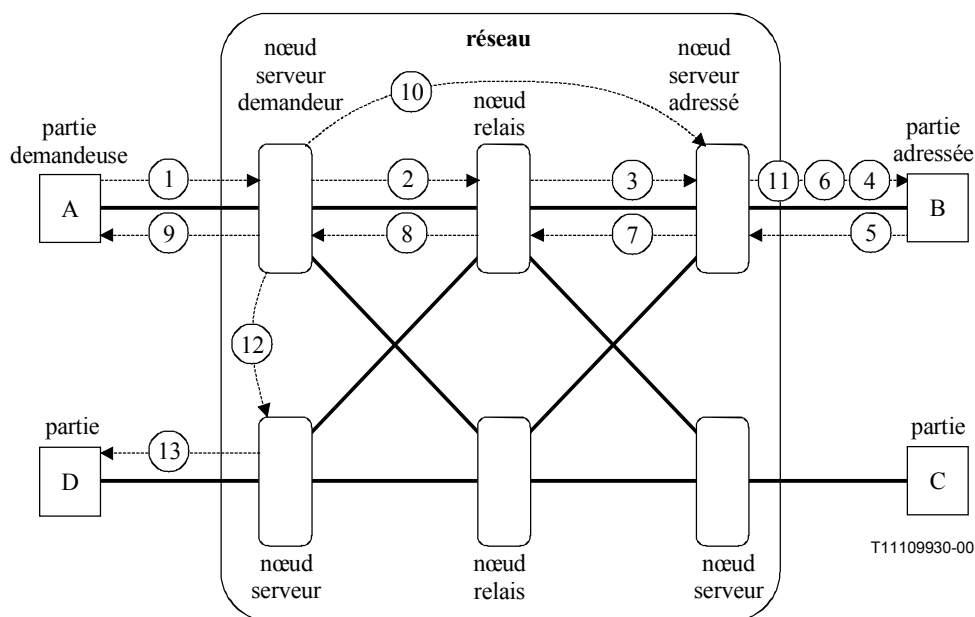 réseau
nœud
serveur
demandeur
nœud
serveur
adressé
10
nœud
relais
partie
demandeuse
partie
adressée
1
2
3
11
6
4
A
B
9
8
7
5
12
partie
partie
13
D
C
T11109930-00
nœud
serveur
nœud
relais
nœud
serveur